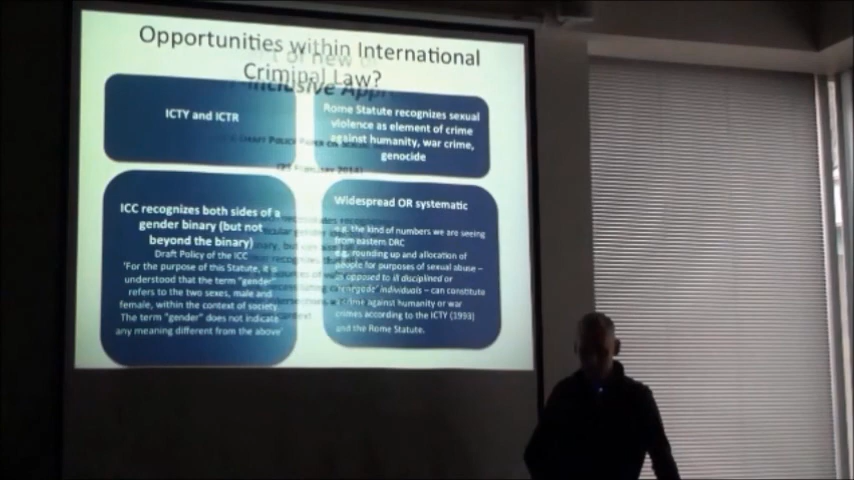 Opportunities within International
Criminal Law?
ICTY and ICTR
Rome Statute recognizes sexual
violence as element of crime
against humanity, war crime,
genocide
ICC recognizes both sides of a
gender binary (but not
beyond the binary)
Draft Policy of the ICC
'For the purpose of this Statute, it is
understood that the term "gender"
refers to the two sexes, male and
female, within the context of society
The term "gender" does not indicate
any meaning different from the above'
Widespread OR systematic
e.g. the kind of numbers we are seeing
from eastern DRC
e.g. rounding up and allocation of
people for purposes of sexual abuse –
as opposed to ill disciplined or
'renegade' individuals – can constitute
a crime against humanity or war
crimes according to the ICTY (1993)
and the Rome Statute.